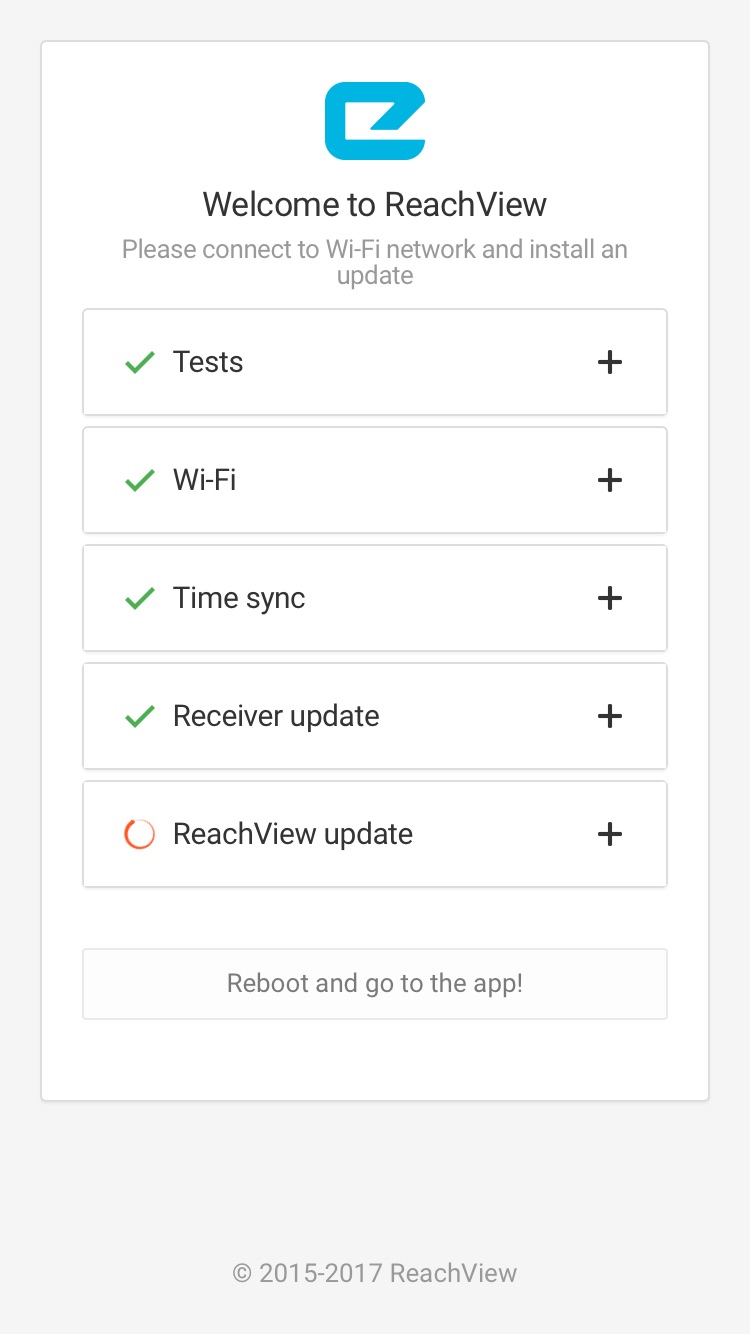 Welcome to ReachView
Please connect to Wi-Fi network and install an
update
Tests
Wi-Fi
Time sync
Receiver update
ReachView update
Reboot and go to the app!
© 2015-2017 ReachView